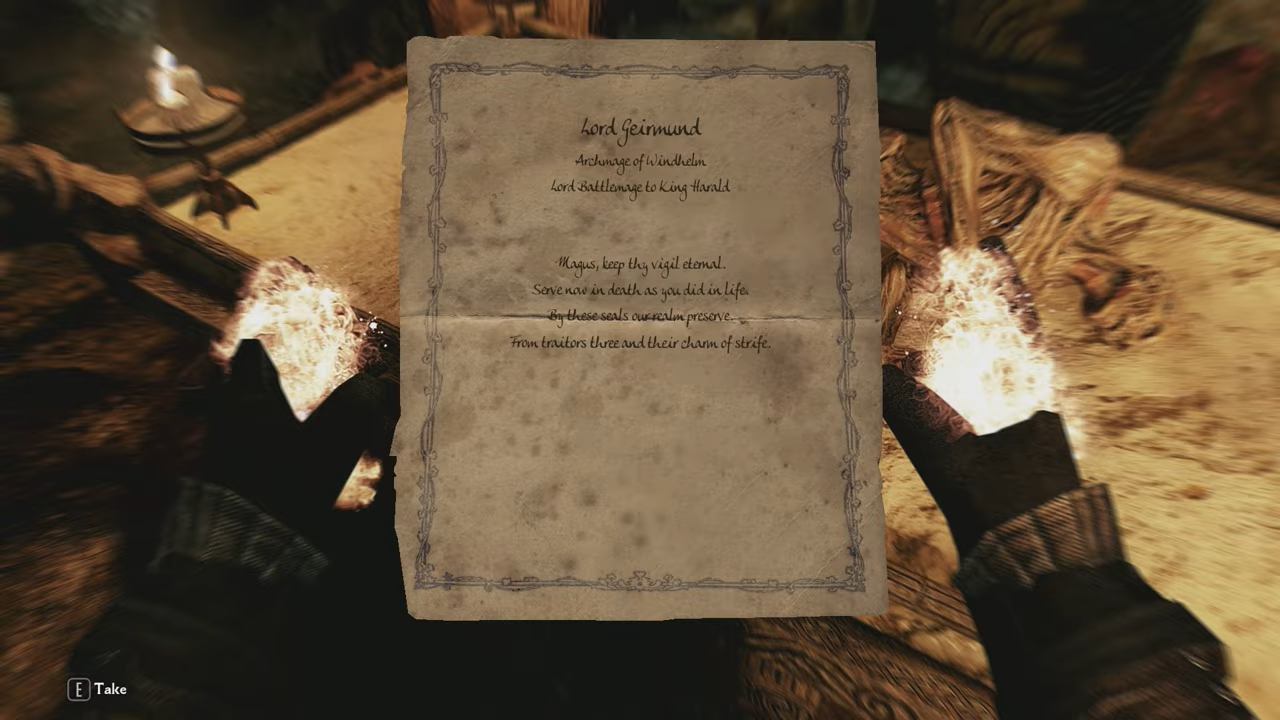 Lord Geirmund
Archmage of Windhelm
Lord Battlemage to King Harald
Magus, keep thy vigil eternal.
Serve now in death as you did in life.
By these seals our realm preserve.
From traitors three and their charm of strife.
E Take